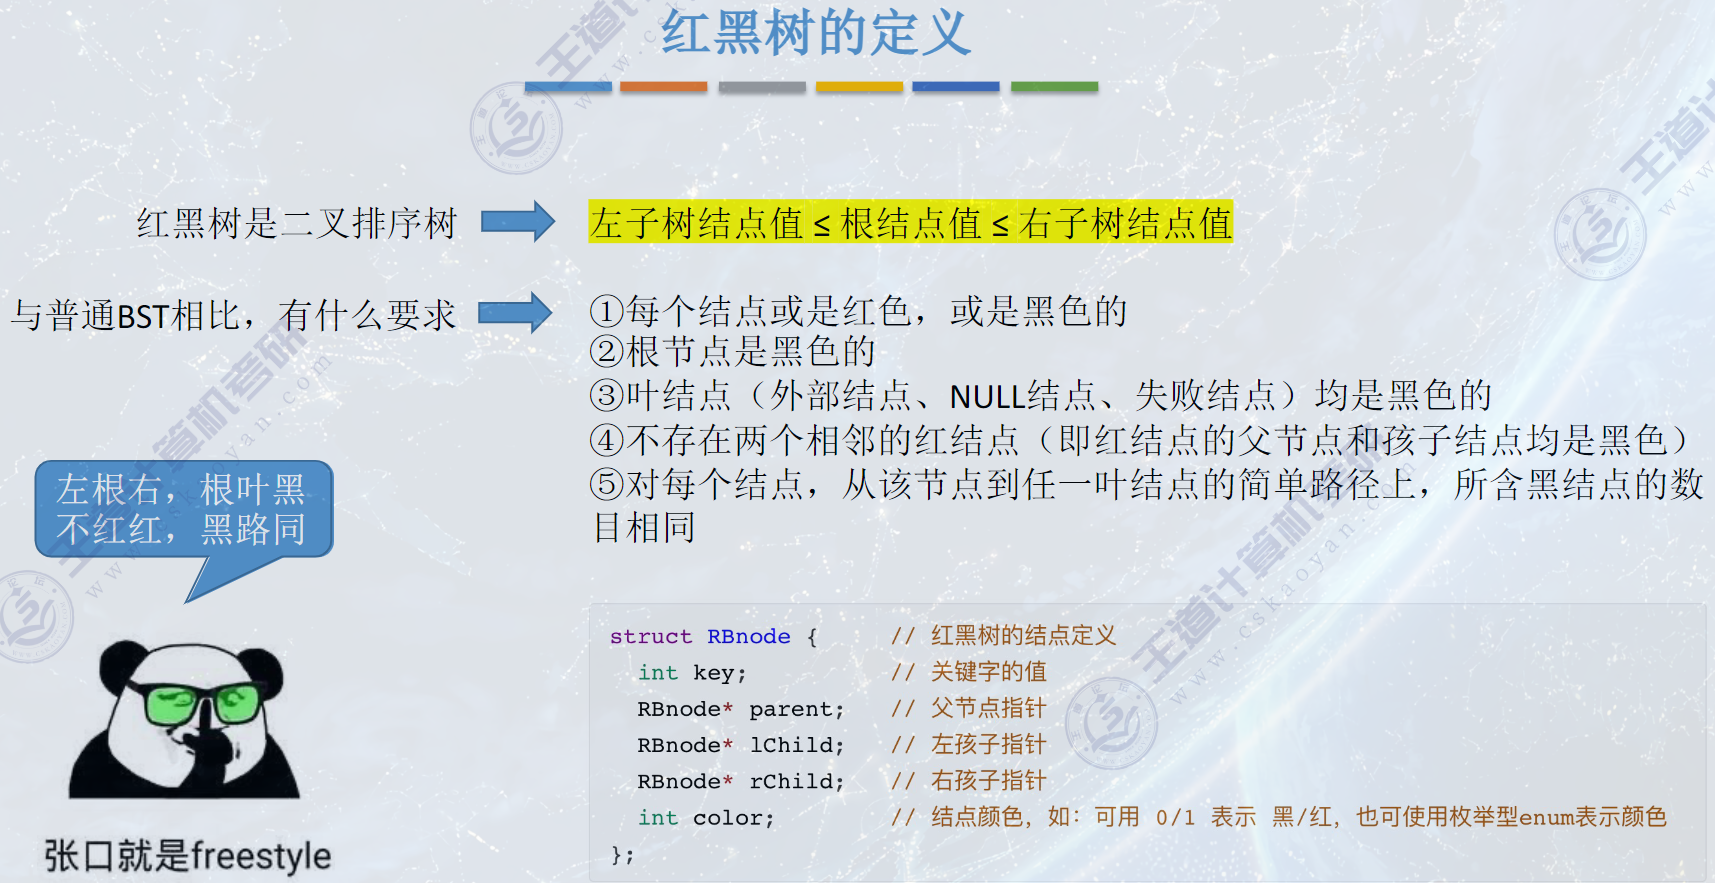 红黑树的定义
红黑树是二叉排序树
左子树结点值 ≤ 根结点值 ≤ 右子树结点值
与普通BST相比，有什么要求
①每个结点或是红色，或是黑色的
②根节点是黑色的
③叶结点（外部结点、NULL结点、失败结点）均是黑色的
④不存在两个相邻的红结点（即红结点的父节点和孩子结点均是黑色）
⑤对每个结点，从该节点到任一叶结点的简单路径上，所含黑结点的数
目相同
左根右，根叶黑
不红红，黑路同
张口就是freestyle
struct RBnode {      // 红黑树的结点定义
  int key;           // 关键字的值
  RBnode* parent;    // 父节点指针
  RBnode* lChild;    // 左孩子指针
  RBnode* rChild;    // 右孩子指针
  int color;         // 结点颜色，如：可用 0/1 表示 黑/红，也可使用枚举型enum表示颜色
};
王道计算机考研
www.cskaoyan.com
王道计算机考研
www.cskaoyan.com